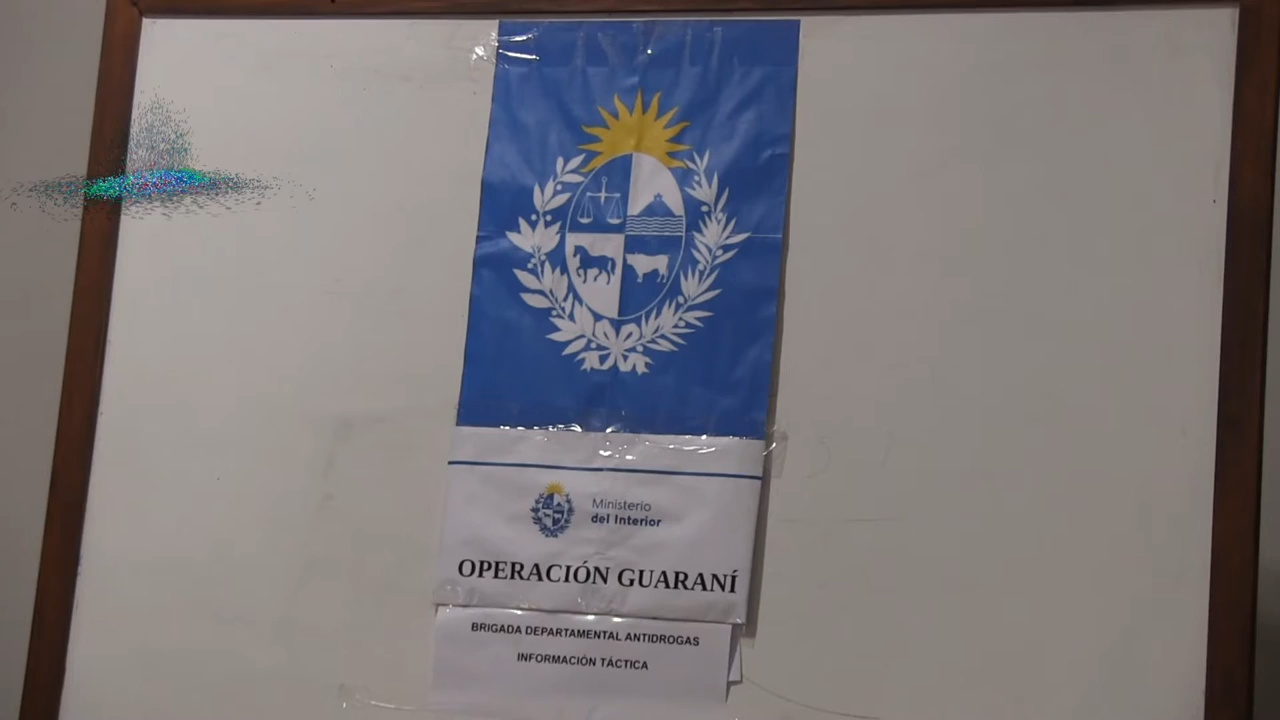 Ministerio
del Interior
OPERACIÓN GUARANÍ
BRIGADA DEPARTAMENTAL ANTIDROGAS
INFORMACIÓN TÁCTICA